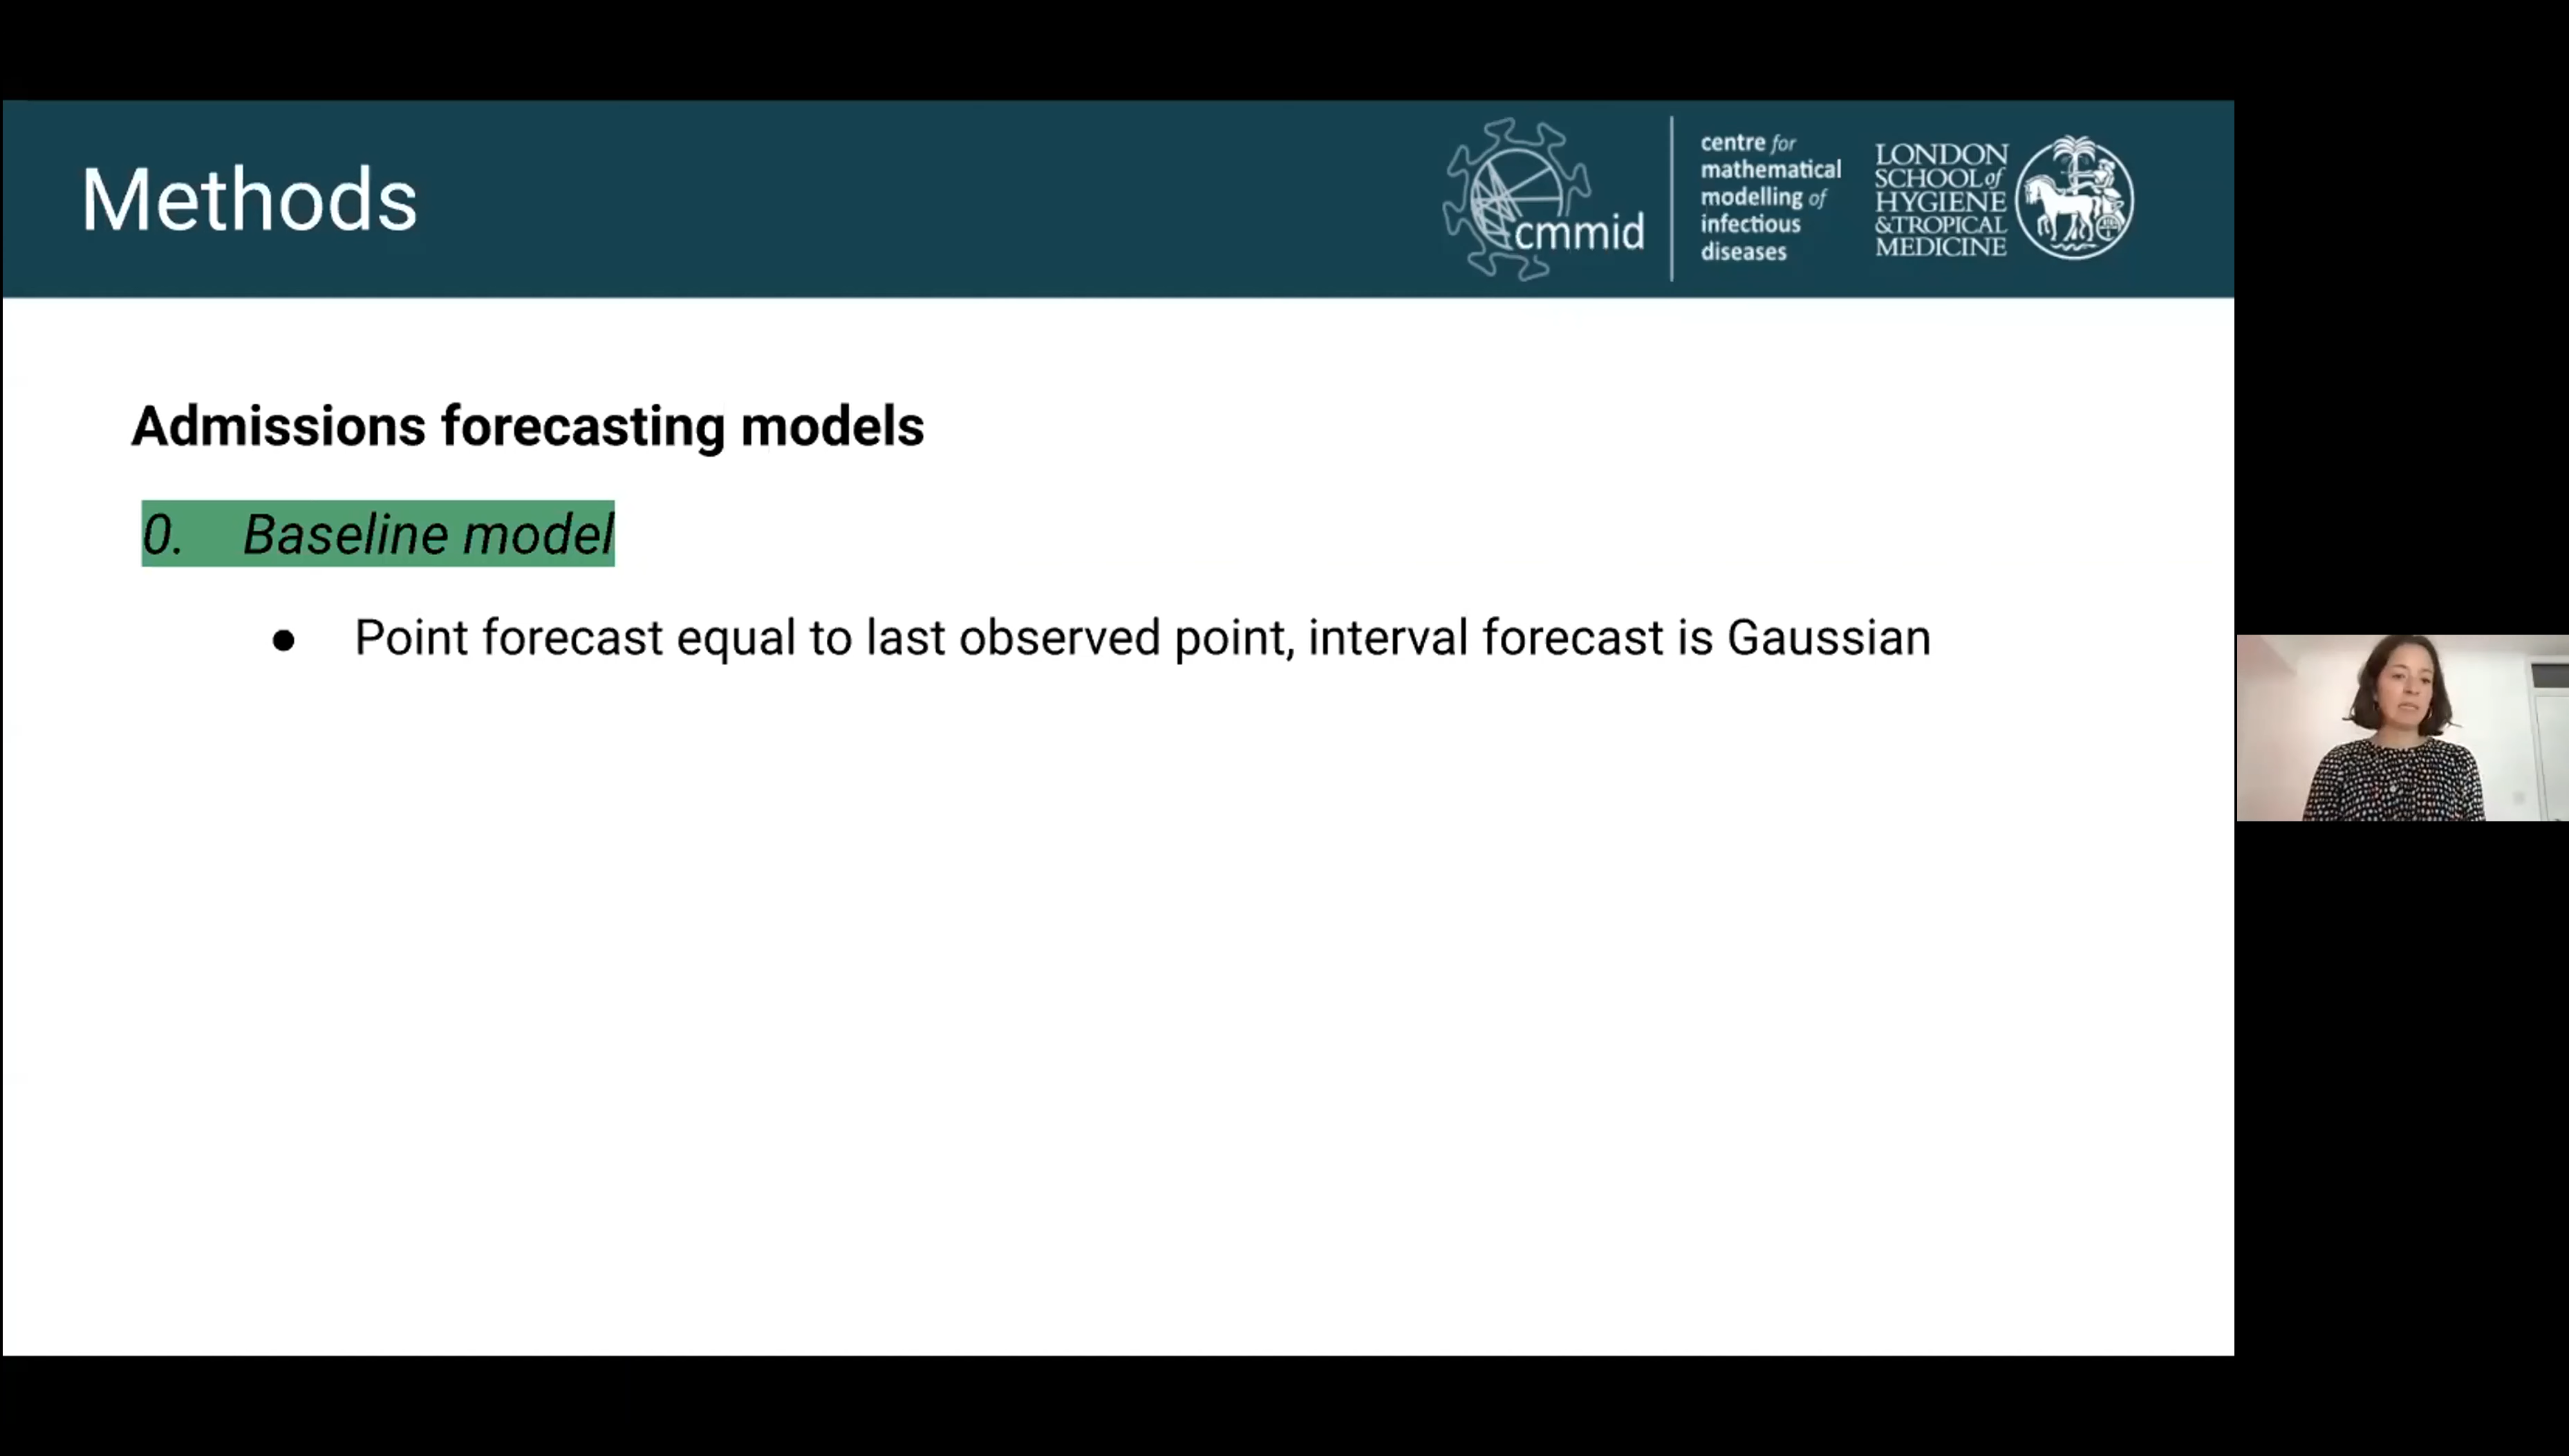 Methods
cmmid
centre for
mathematical
modelling of
infectious
diseases
LONDON
SCHOOL of
HYGIENE
&TROPICAL
MEDICINE
Admissions forecasting models
0. Baseline model
● Point forecast equal to last observed point, interval forecast is Gaussian